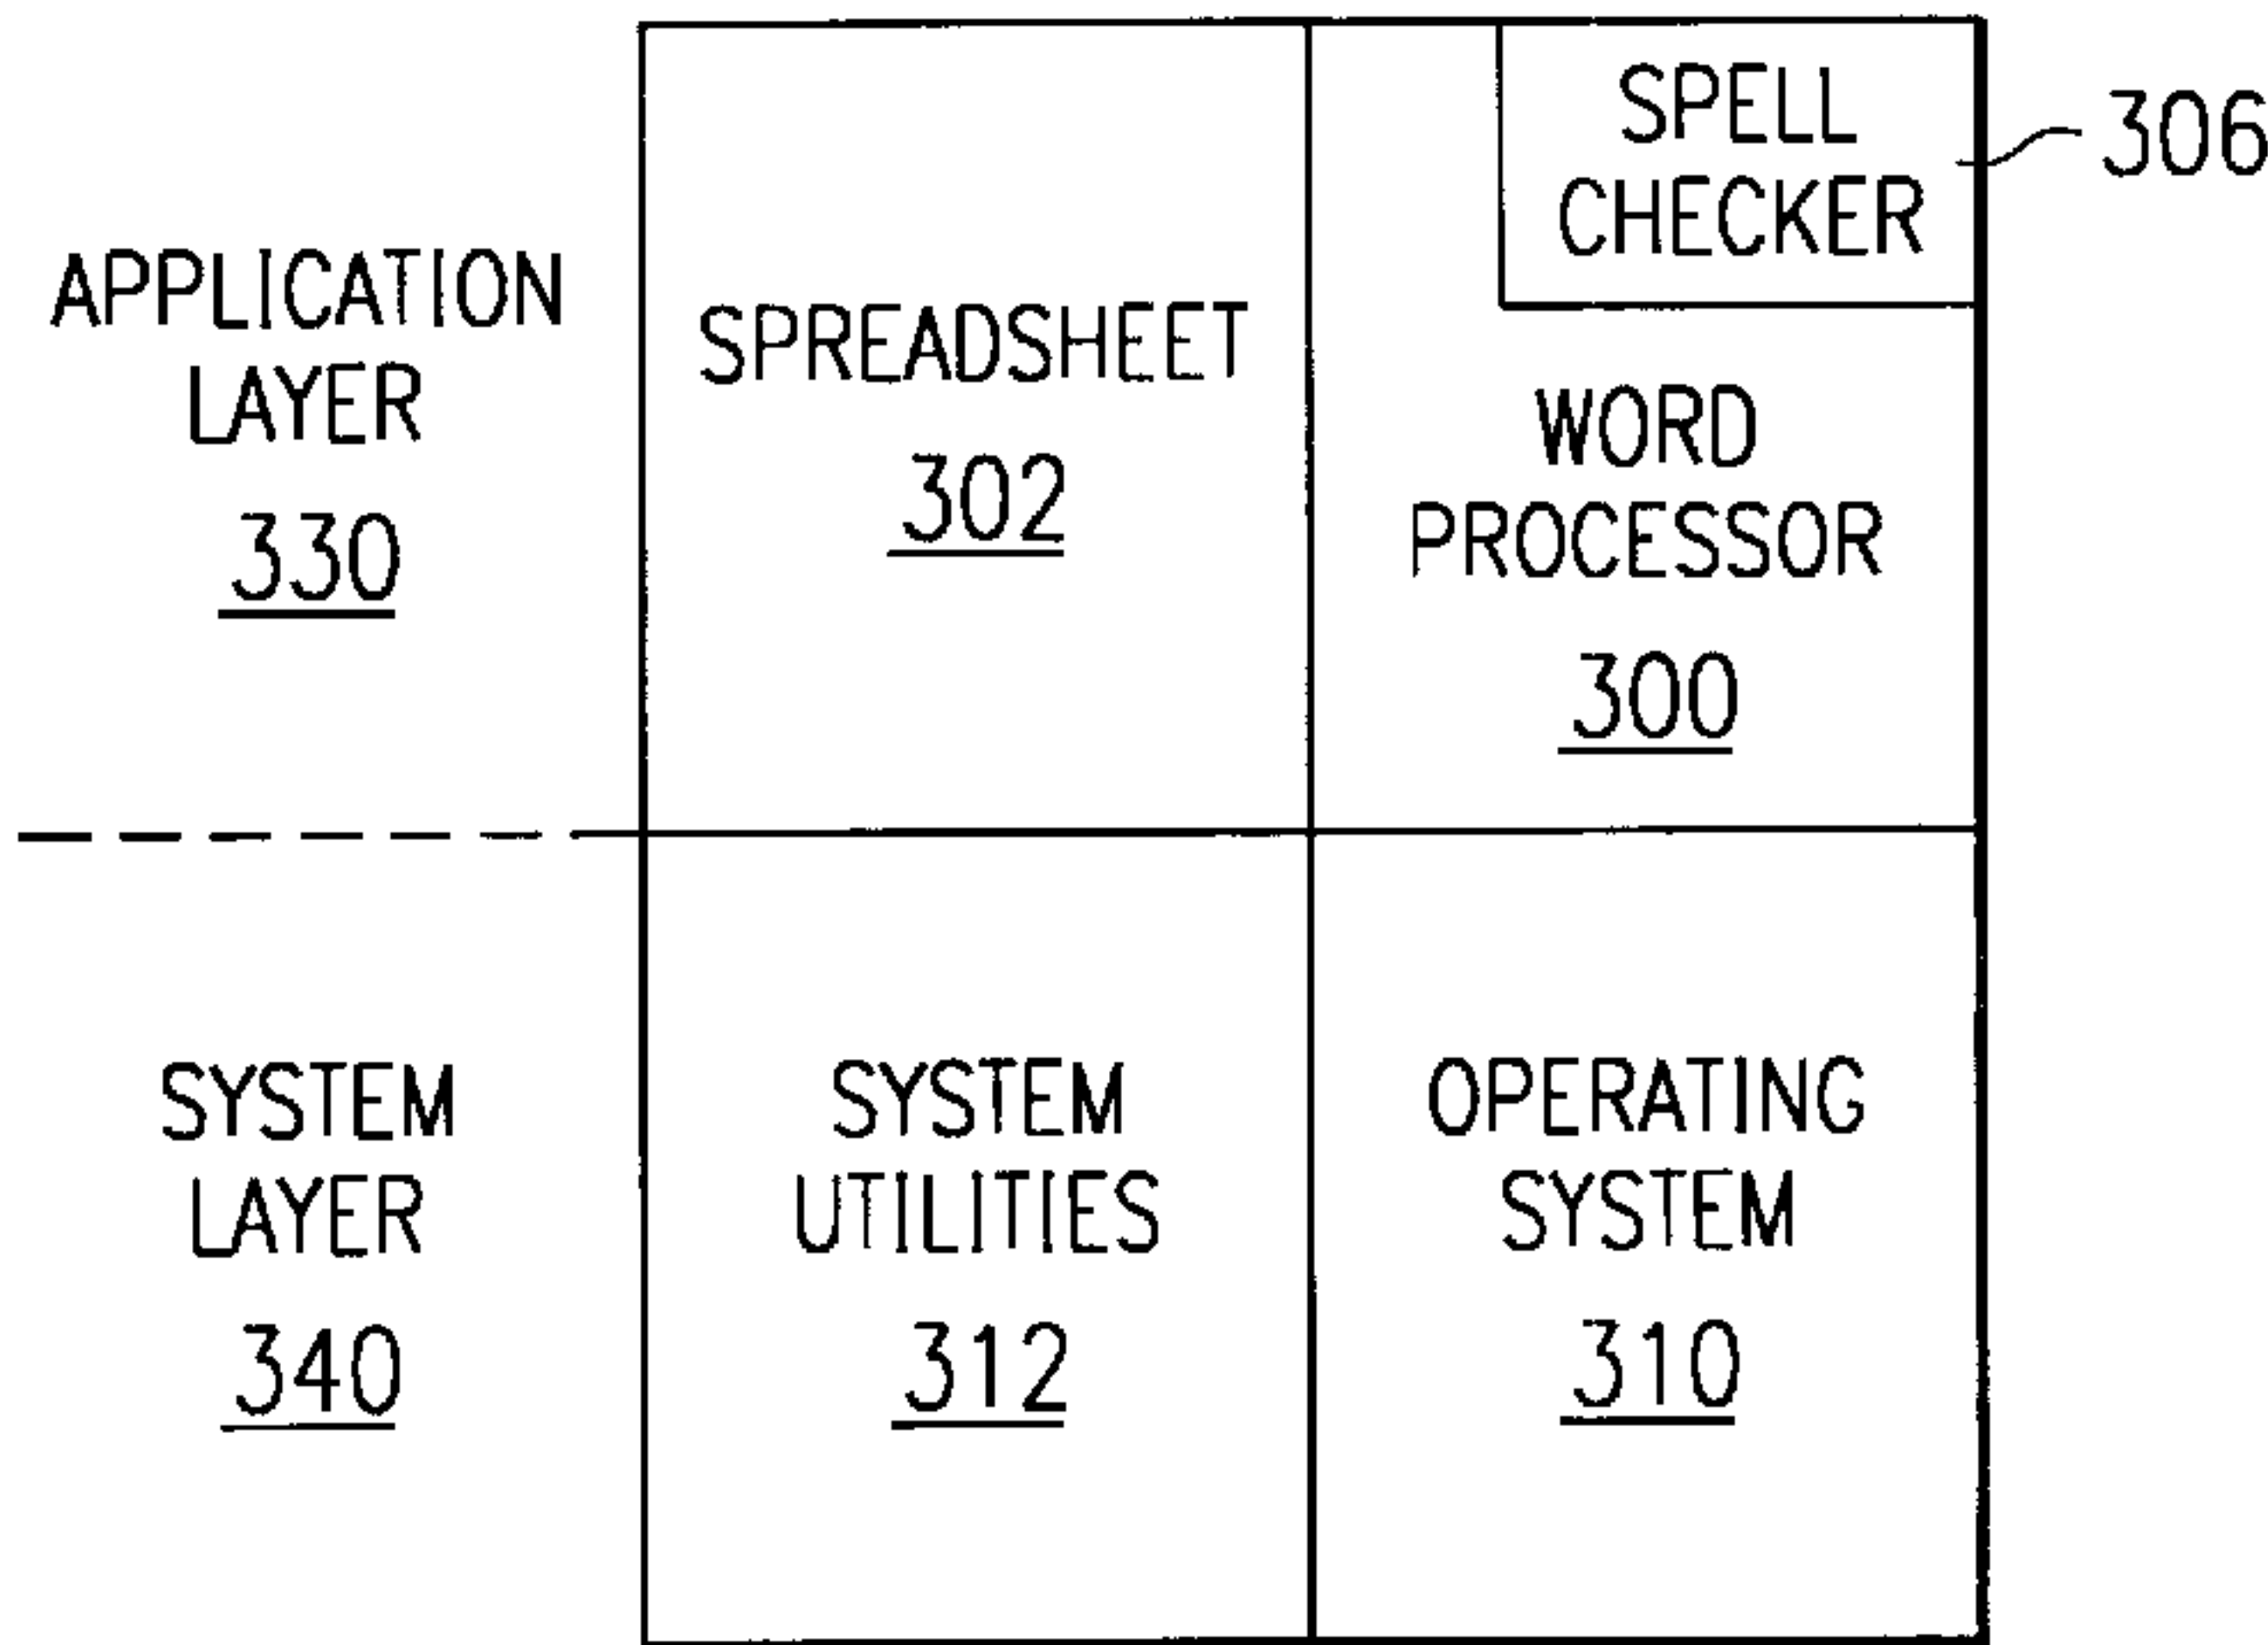 SPELL
CHECKER
306
APPLICATION
LAYER
330
SPREADSHEET
302
WORD
PROCESSOR
300
SYSTEM
LAYER
340
SYSTEM
UTILITIES
312
OPERATING
SYSTEM
310